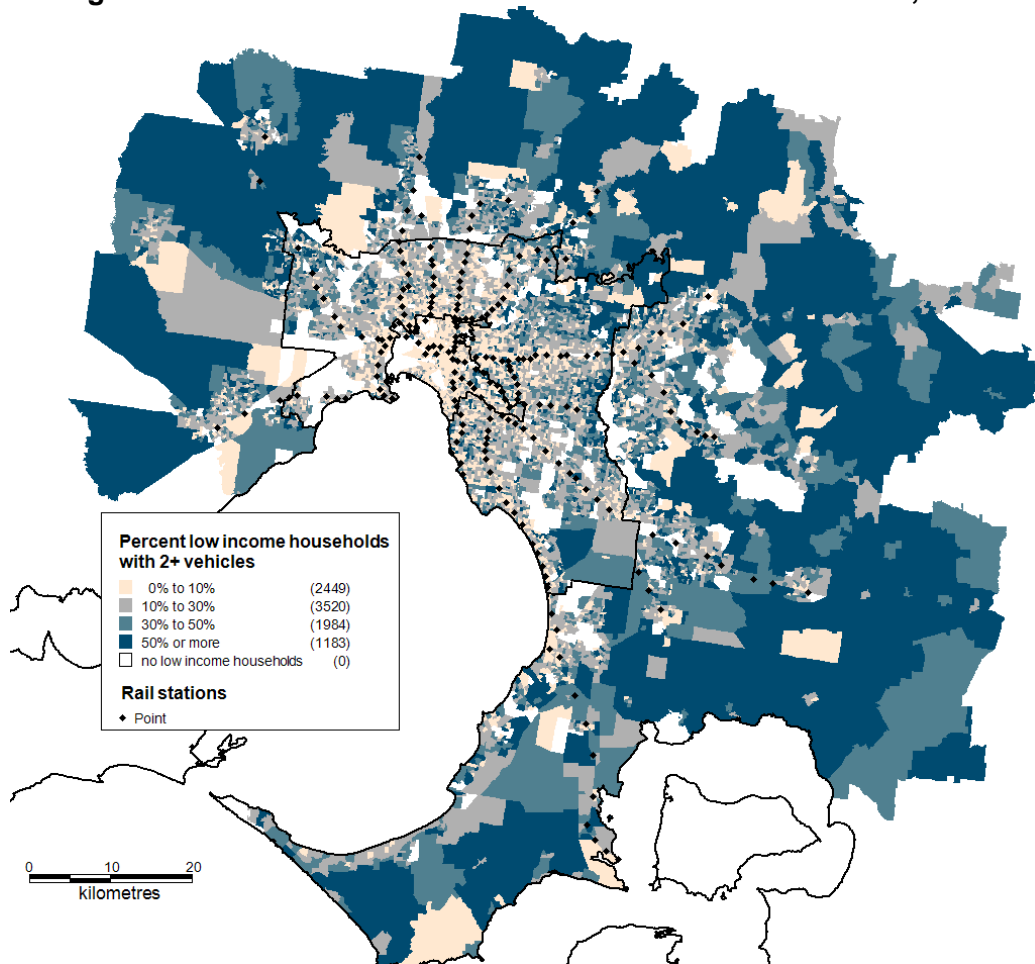 Percent low income households
with 2+ vehicles
0% to 10% (2449)
10% to 30% (3520)
30% to 50% (1984)
50% or more (1183)
no low income households (0)
Rail stations
Point
0 10 20
kilometres